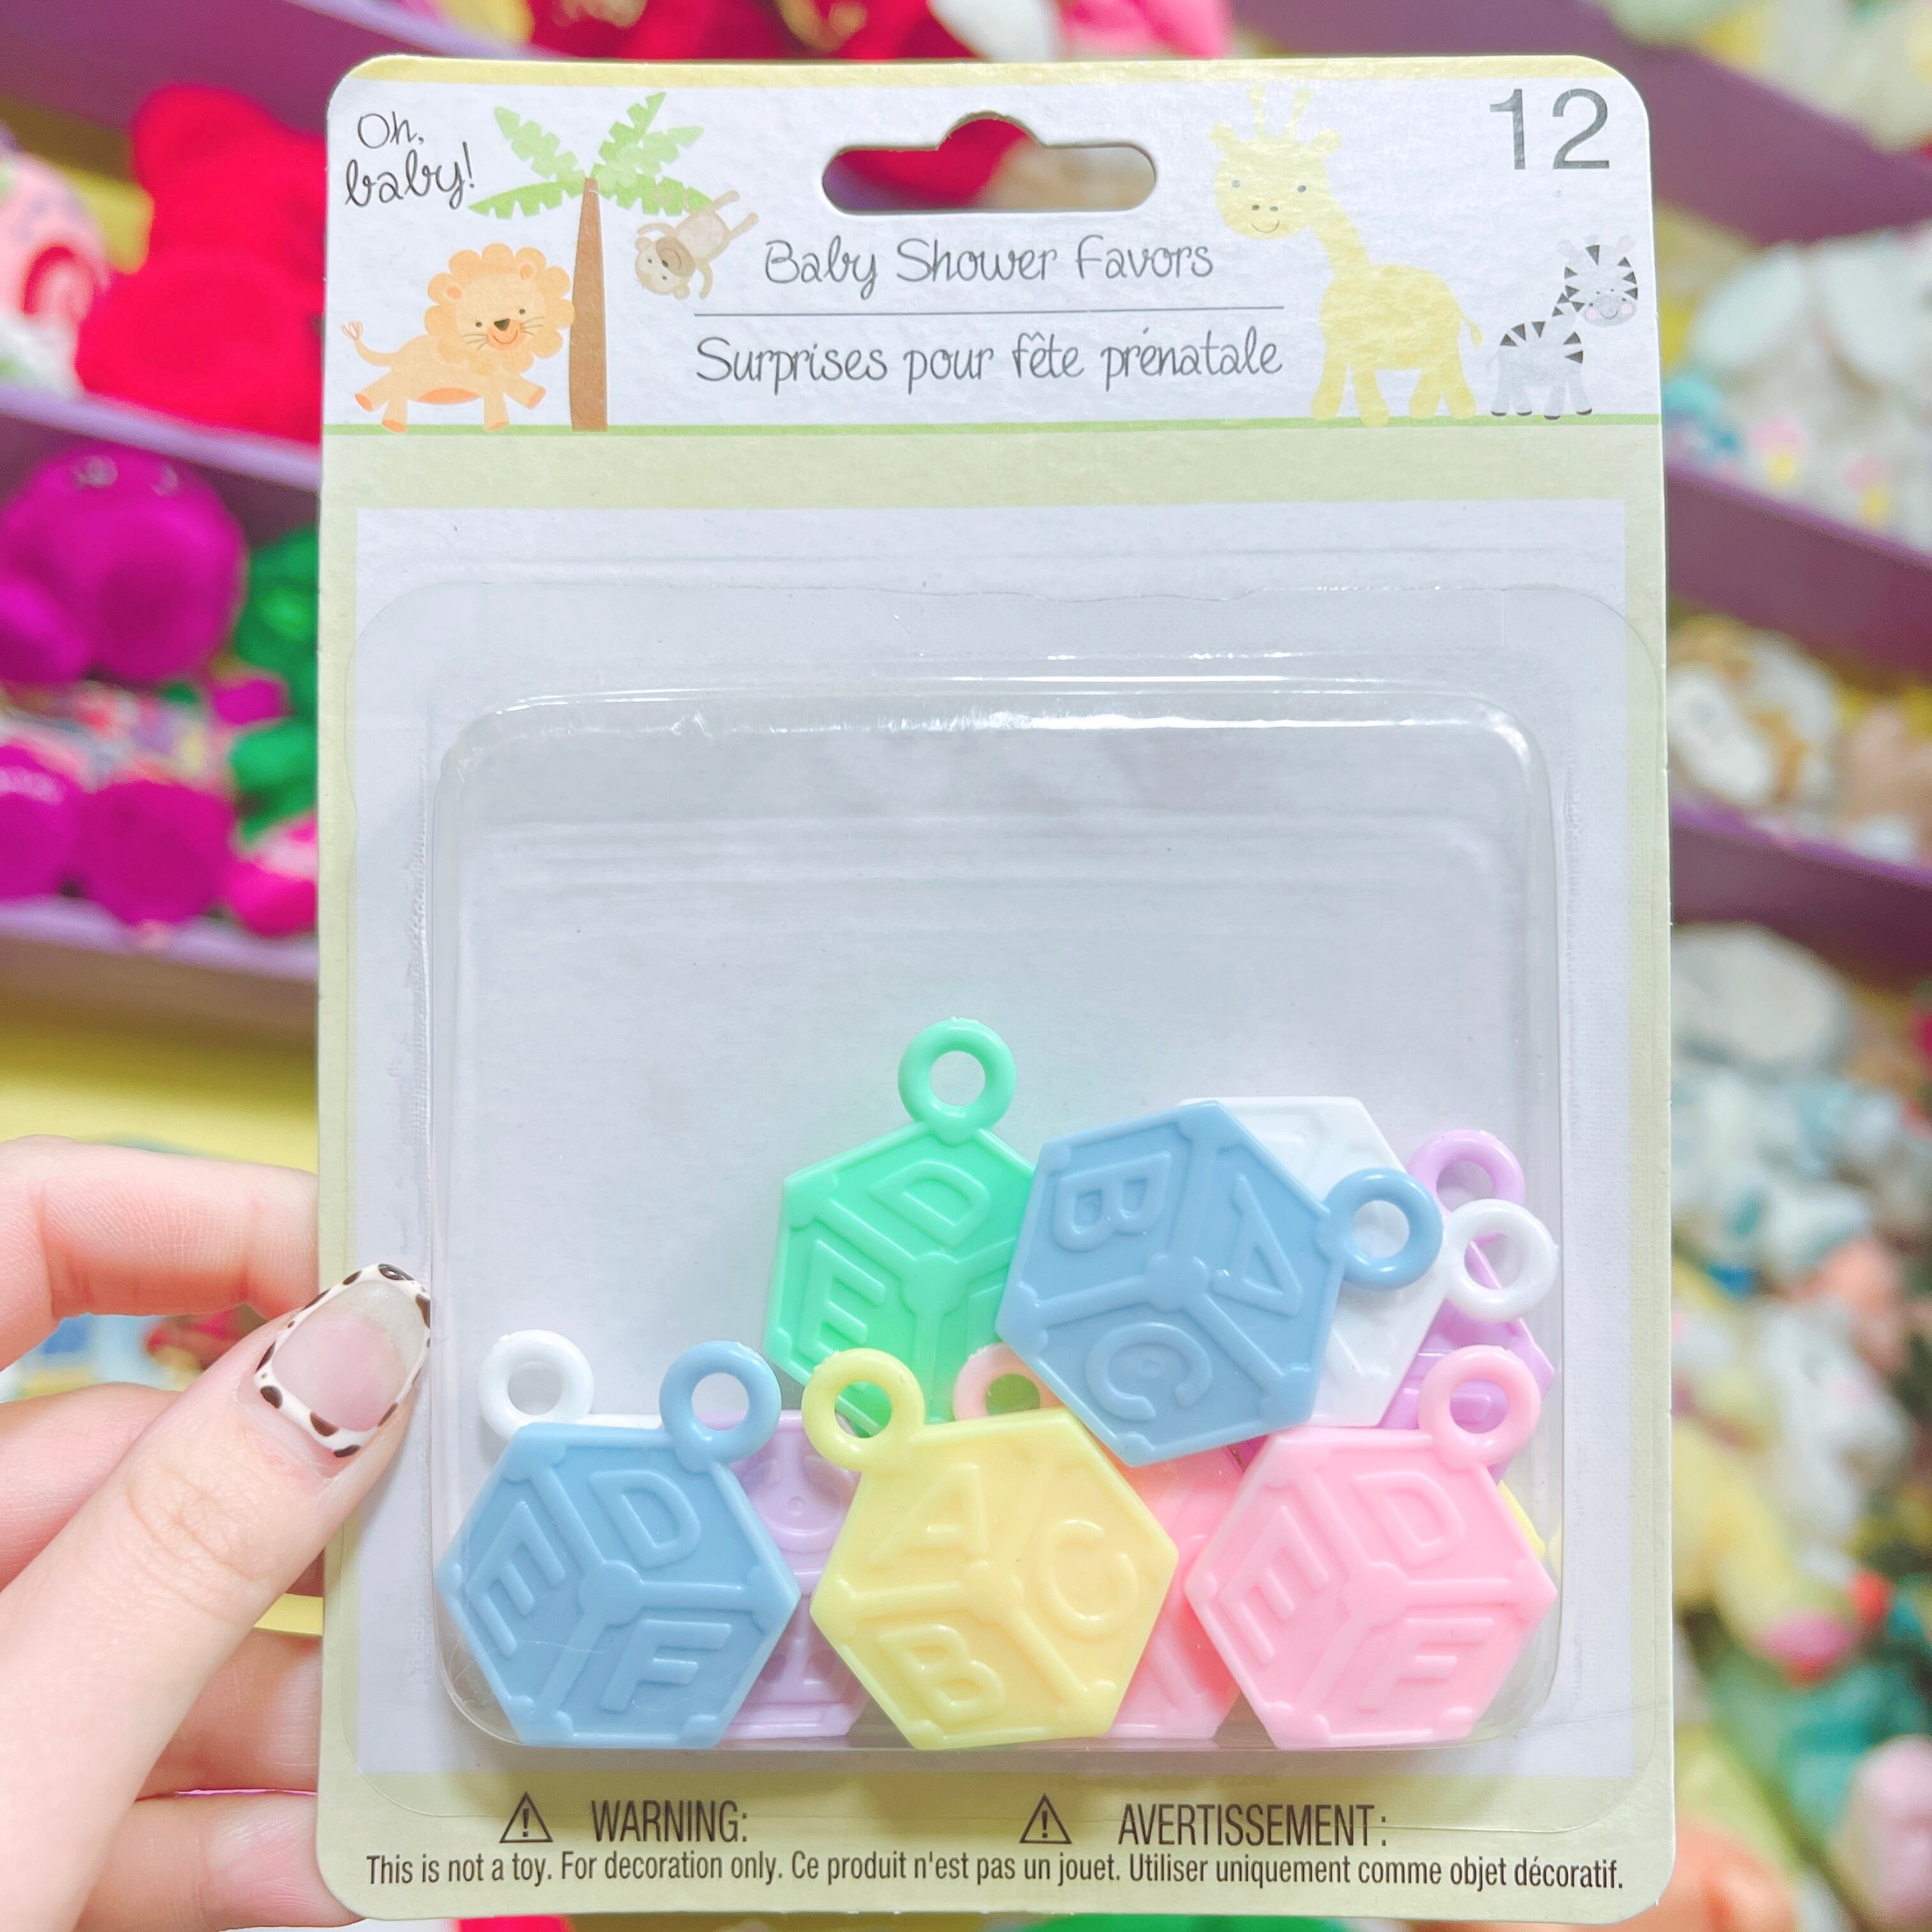 Oh,
baby!
12
Baby Shower Favors
Surprises pour fête prénatale
D
E
B
A
C
D
E
F
A
C
B
D
E
F
WARNING:
AVERTISSEMENT :
This is not a toy. For decoration only. Ce produit n'est pas un jouet. Utiliser uniquement comme objet décoratif.